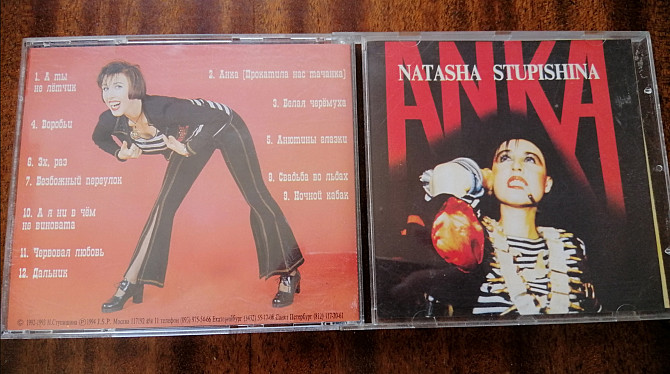 1. А ты
не лётчик
2. Анка (Прокатила нас тачанка)
3. Белая черёмуха
4. Воробьи
5. Анютины глазки
6. Эх, раз
7. Безбожный переулок
8. Свадьба во льдах
9. Ночной кабак
10. А я ни в чём
не виновата
11. Червовая любовь
12. Дальник
ANKA
NATASHA STUPISHINA